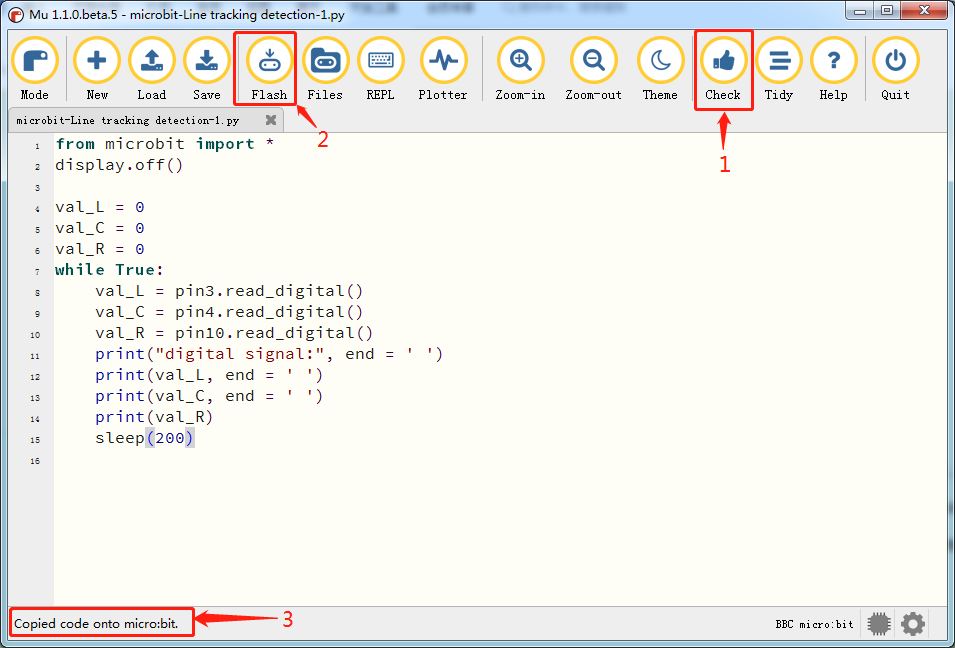 Mu 1.1.0.beta.5 - microbit-Line tracking detection-1.py
Mode New Load Save Flash Files REPL Plotter Zoom-in Zoom-out Theme Check Tidy Help Quit
microbit-Line tracking detection-1.py
2
1
1 from microbit import *
2 display.off()
3
4 val_L = 0
5 val_C = 0
6 val_R = 0
7 while True:
8     val_L = pin3.read_digital()
9     val_C = pin4.read_digital()
10     val_R = pin10.read_digital()
11     print("digital signal:", end = ' ')
12     print(val_L, end = ' ')
13     print(val_C, end = ' ')
14     print(val_R)
15     sleep(200)
16
Copied code onto micro:bit. 3 BBC micro:bit